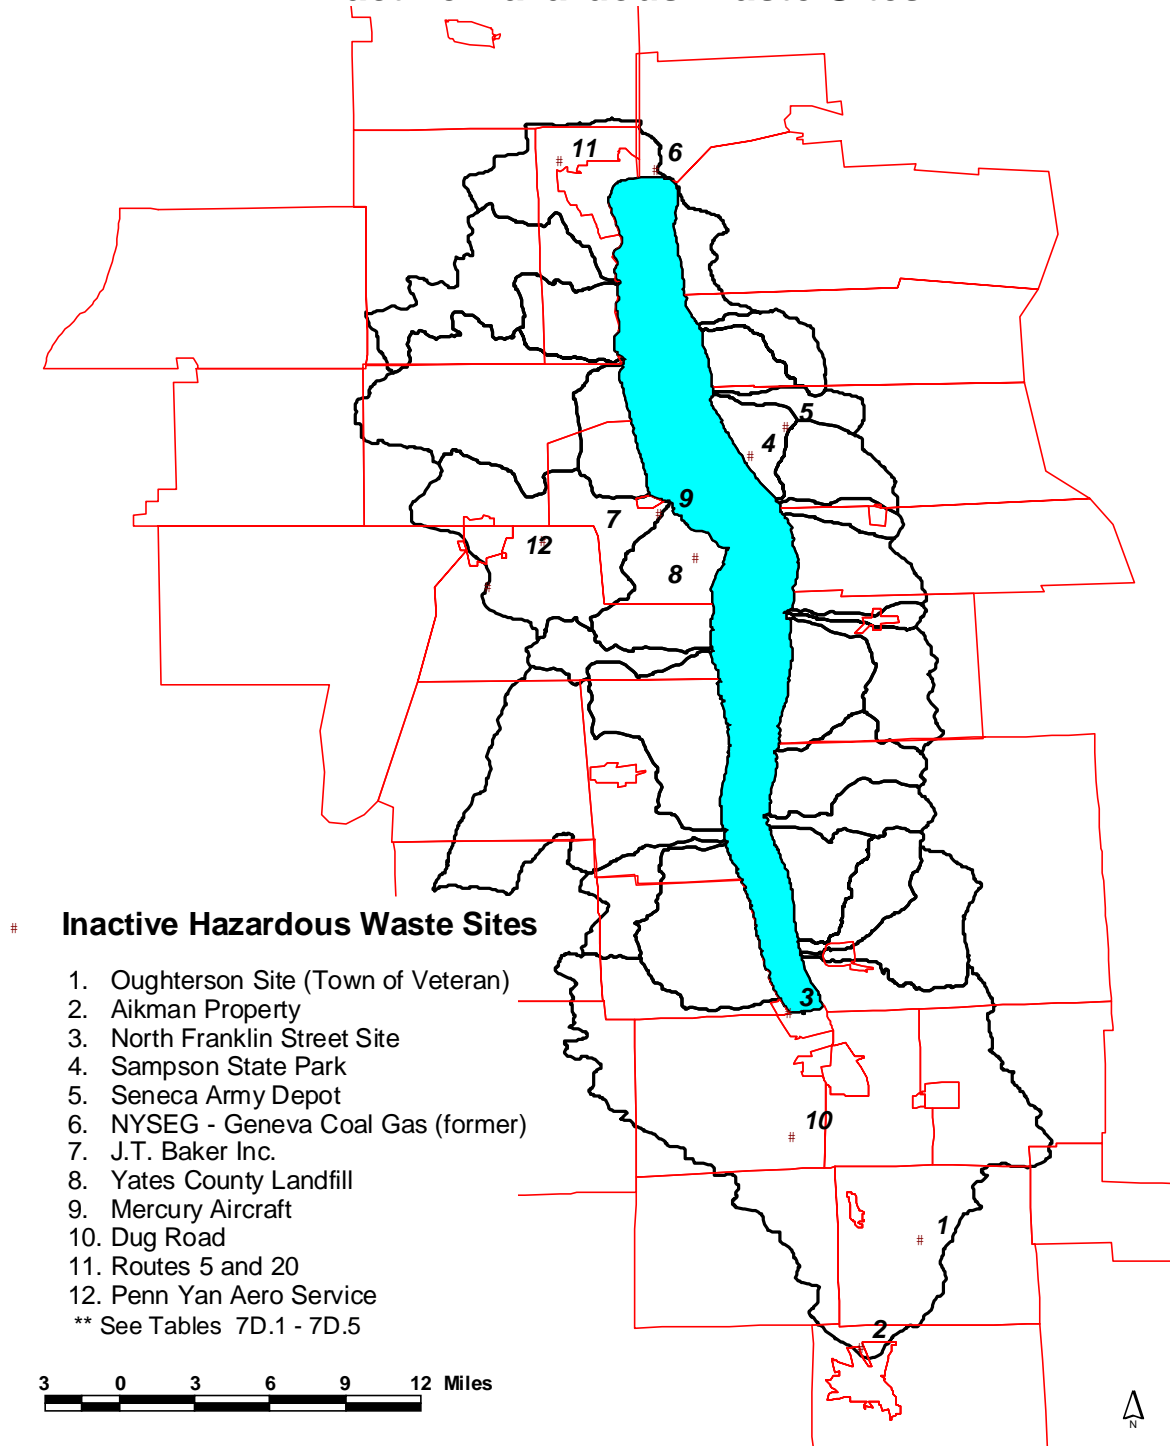 11
6
5
4
9
7
12
8
# Inactive Hazardous Waste Sites
1. Oughterson Site (Town of Veteran)
2. Aikman Property
3. North Franklin Street Site
4. Sampson State Park
5. Seneca Army Depot
6. NYSEG - Geneva Coal Gas (former)
7. J.T. Baker Inc.
8. Yates County Landfill
9. Mercury Aircraft
10. Dug Road
11. Routes 5 and 20
12. Penn Yan Aero Service
** See Tables 7D.1 - 7D.5
3
10
1
2
3 0 3 6 9 12 Miles
N